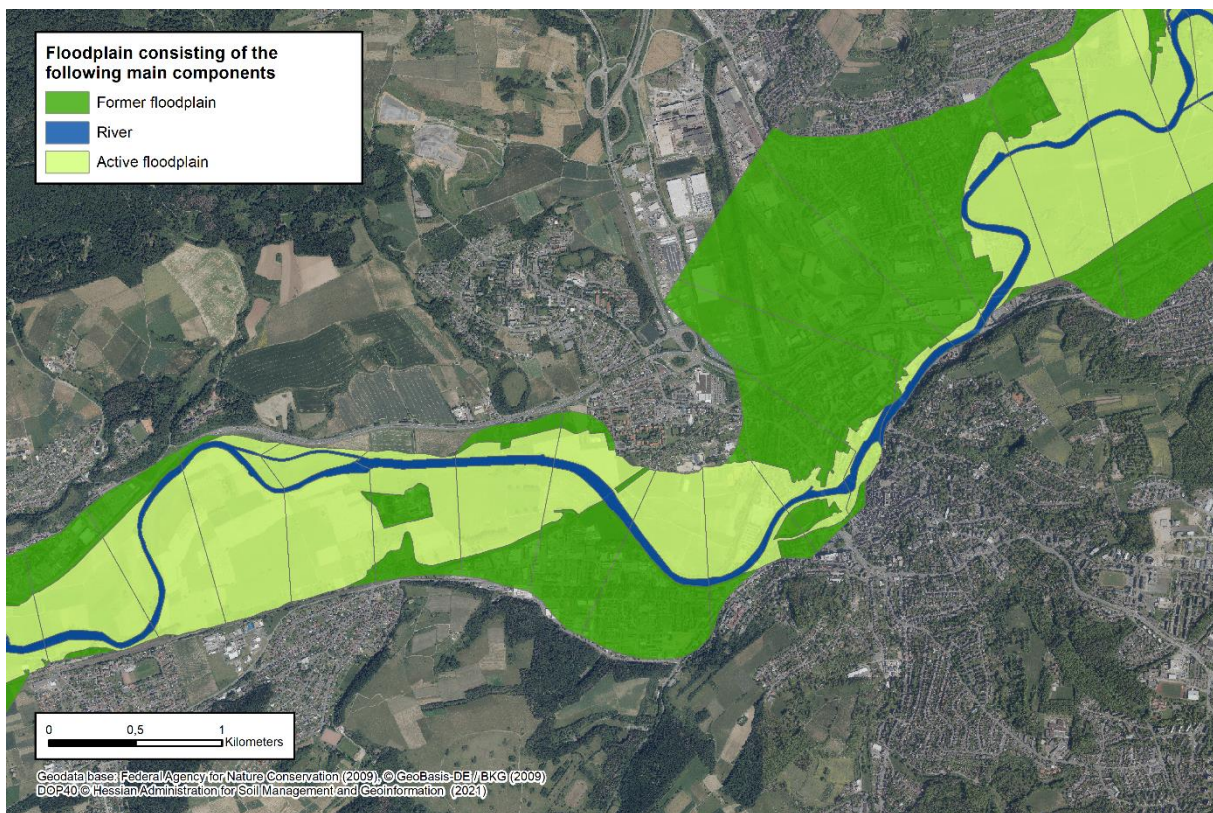 Floodplain consisting of the
following main components
Former floodplain
River
Active floodplain
0 0,5 1
Kilometers
Geodata base: Federal Agency for Nature Conservation (2009), © GeoBasis-DE / BKG (2009)
DOP40 © Hessian Administration for Soil Management and Geoinformation (2021)